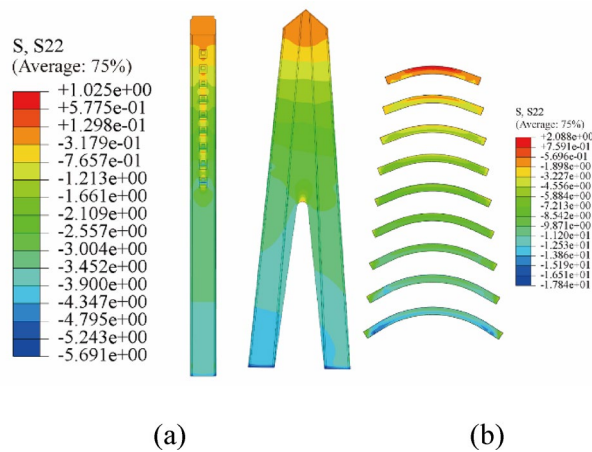 S, S22
(Average: 75%)
+1.025e+00
+5.775e-01
+1.298e-01
-3.179e-01
-7.657e-01
-1.213e+00
-1.661e+00
-2.109e+00
-2.557e+00
-3.004e+00
-3.452e+00
-3.900e+00
-4.347e+00
-4.795e+00
-5.243e+00
-5.691e+00
S, S22
(Average: 75%)
+2.088e+00
+7.591e-01
-5.696e-01
-1.898e+00
-3.227e+00
-4.556e+00
-5.884e+00
-7.213e+00
-8.542e+00
-9.871e+00
-1.120e+01
-1.253e+01
-1.386e+01
-1.519e+01
-1.651e+01
-1.784e+01
(a)
(b)